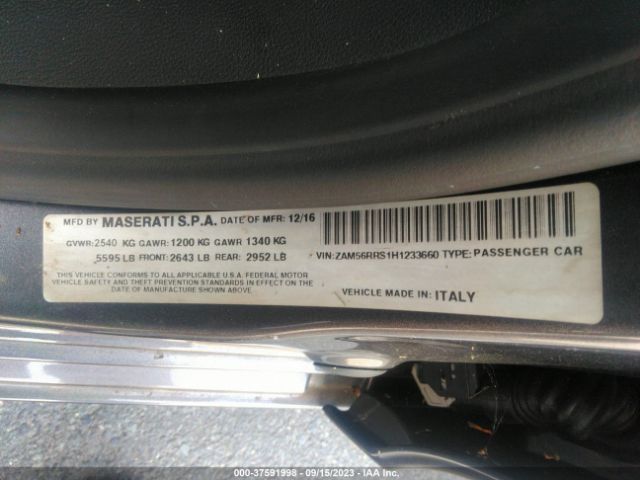 MFD BY MASERATI S.P.A. DATE OF MFR: 12/16
GVWR: 2540 KG GAWR: 1200 KG GAWR 1340 KG
5595 LB FRONT: 2643 LB REAR: 2952 LB
THIS VEHICLE CONFORMS TO ALL APPLICABLE U.S.A. FEDERAL MOTOR
VEHICLE SAFETY AND THEFT PREVENTION STANDARDS IN EFFECT ON THE
DATE OF MANUFACTURE SHOWN ABOVE.
VIN: ZAM56RRS1H1233660 TYPE: PASSENGER CAR
VEHICLE MADE IN: ITALY
000-37591998 - 09/15/2023 - IAA Inc.